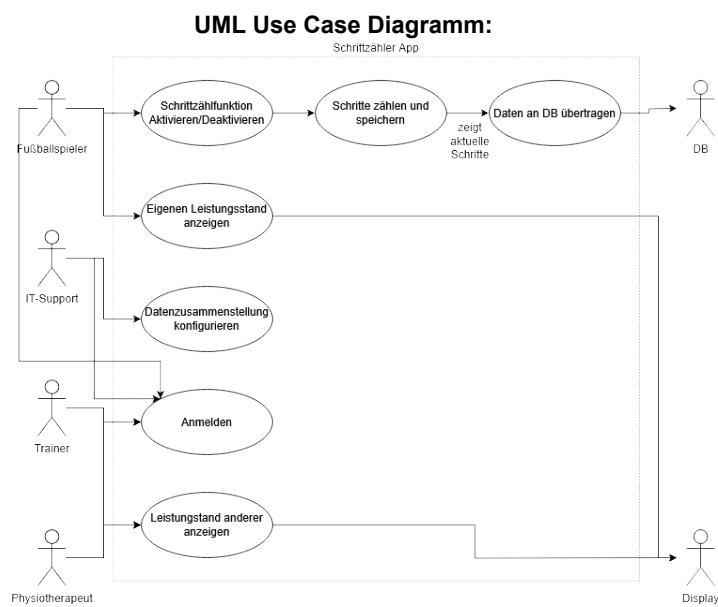 UML Use Case Diagramm:
Schrittzähler App
Schrittzählfunktion
Aktivieren/Deaktivieren
Schritte zählen und
speichern
Daten an DB übertragen
zeigt
aktuelle
Schritte
Fußballspieler
DB
Eigenen Leistungsstand
anzeigen
IT-Support
Datenzusammenstellung
konfigurieren
Anmelden
Trainer
Leistungstand anderer
anzeigen
Physiotherapeut
Display